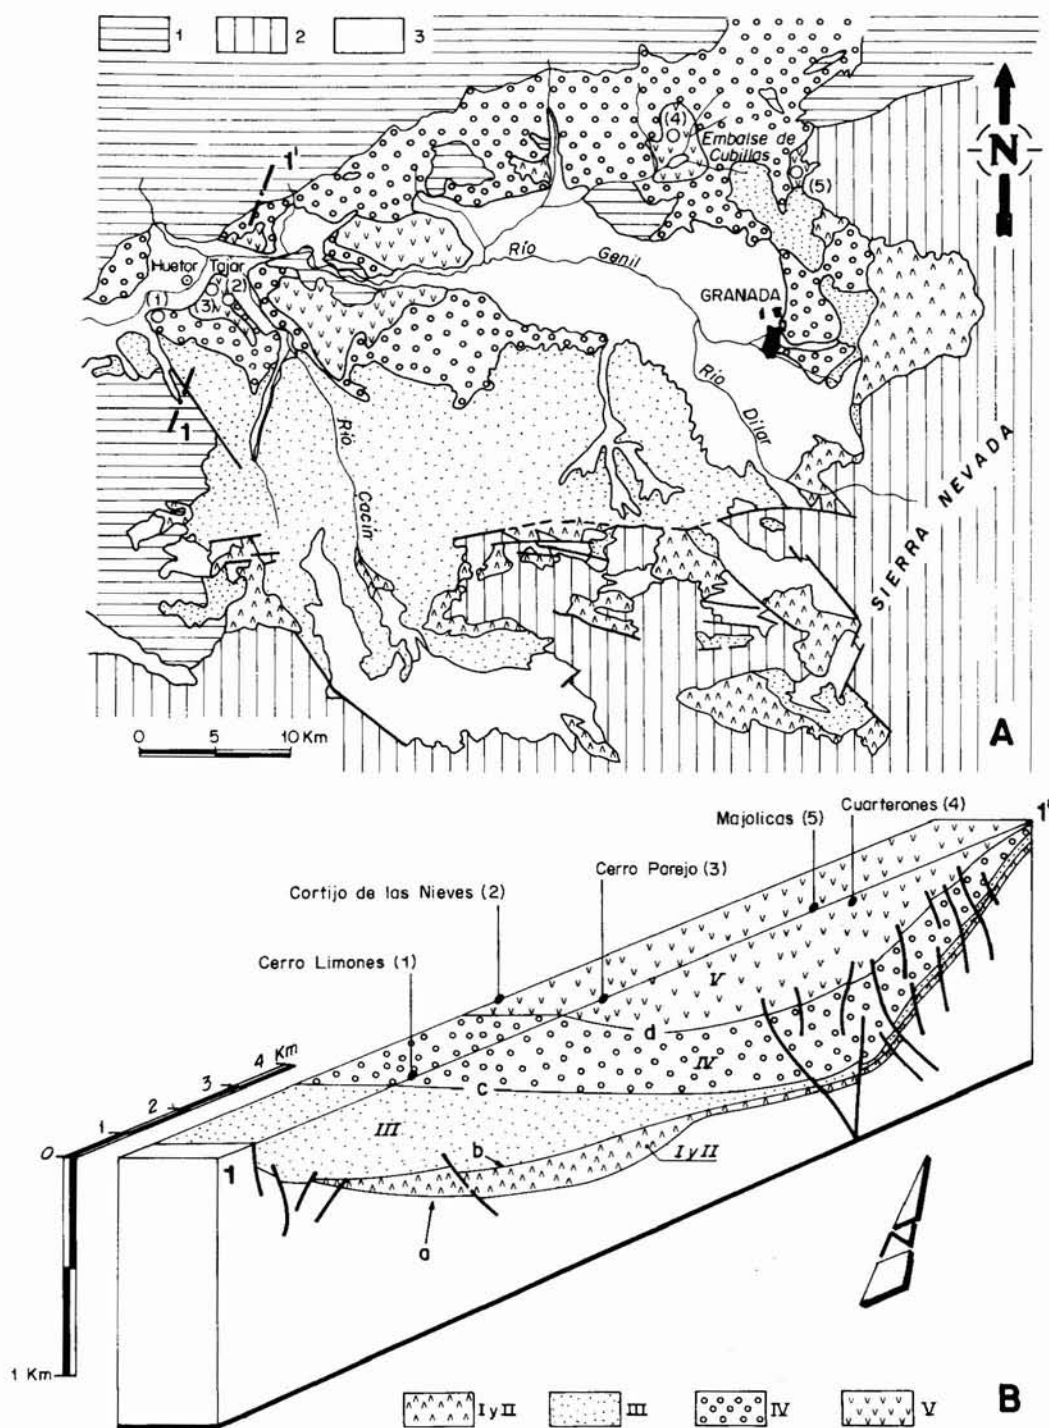 1 2 3
N
(4)
Embalse de
Cubillas
(5)
1'
Río Genil
Huetor Tajar
(2)
(3)
(1)
GRANADA
Río Dilar
1
Río Cacín
SIERRA NEVADA
0 5 10 Km
A
Cuarterones (4)
Majolicas (5)
1'
Cerro Parejo (3)
Cortijo de las Nieves (2)
Cerro Limones (1)
V
d
IV
4 Km
3
2
1
0
c
III
b
I y II
1
a
N
1 Km
I y II III IV V
B